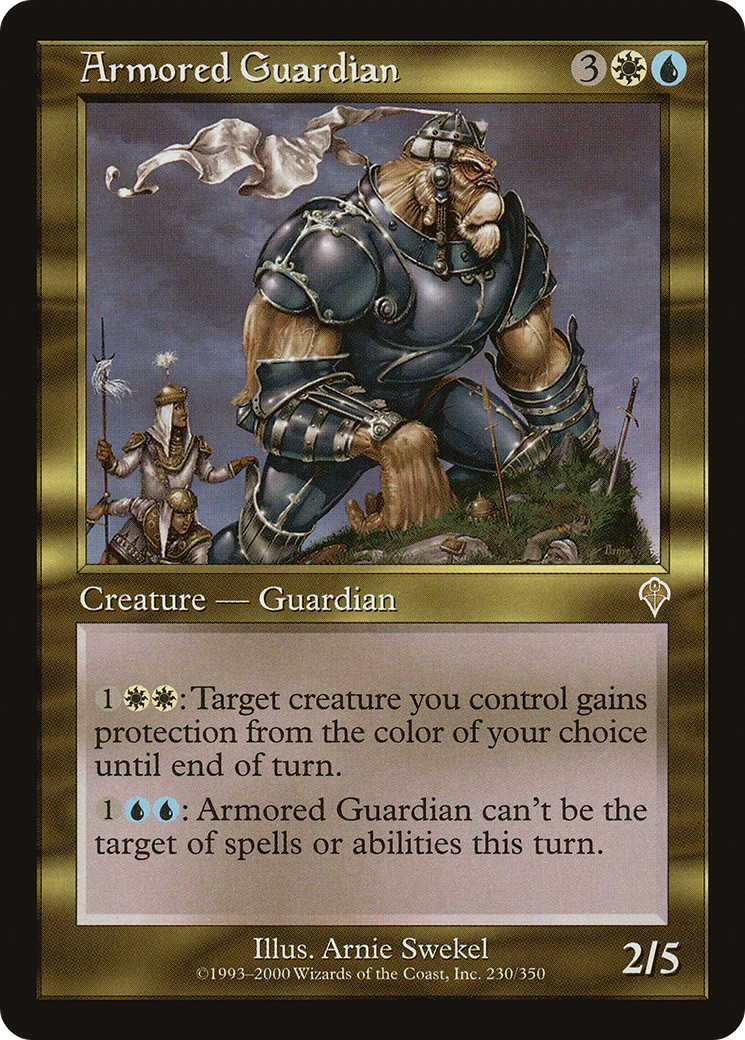 Armored Guardian 3
Creature — Guardian
1 : Target creature you control gains
protection from the color of your choice
until end of turn.
1 : Armored Guardian can't be the
target of spells or abilities this turn.
Illus. Arnie Swekel
©1993–2000 Wizards of the Coast, Inc. 230/350
2/5